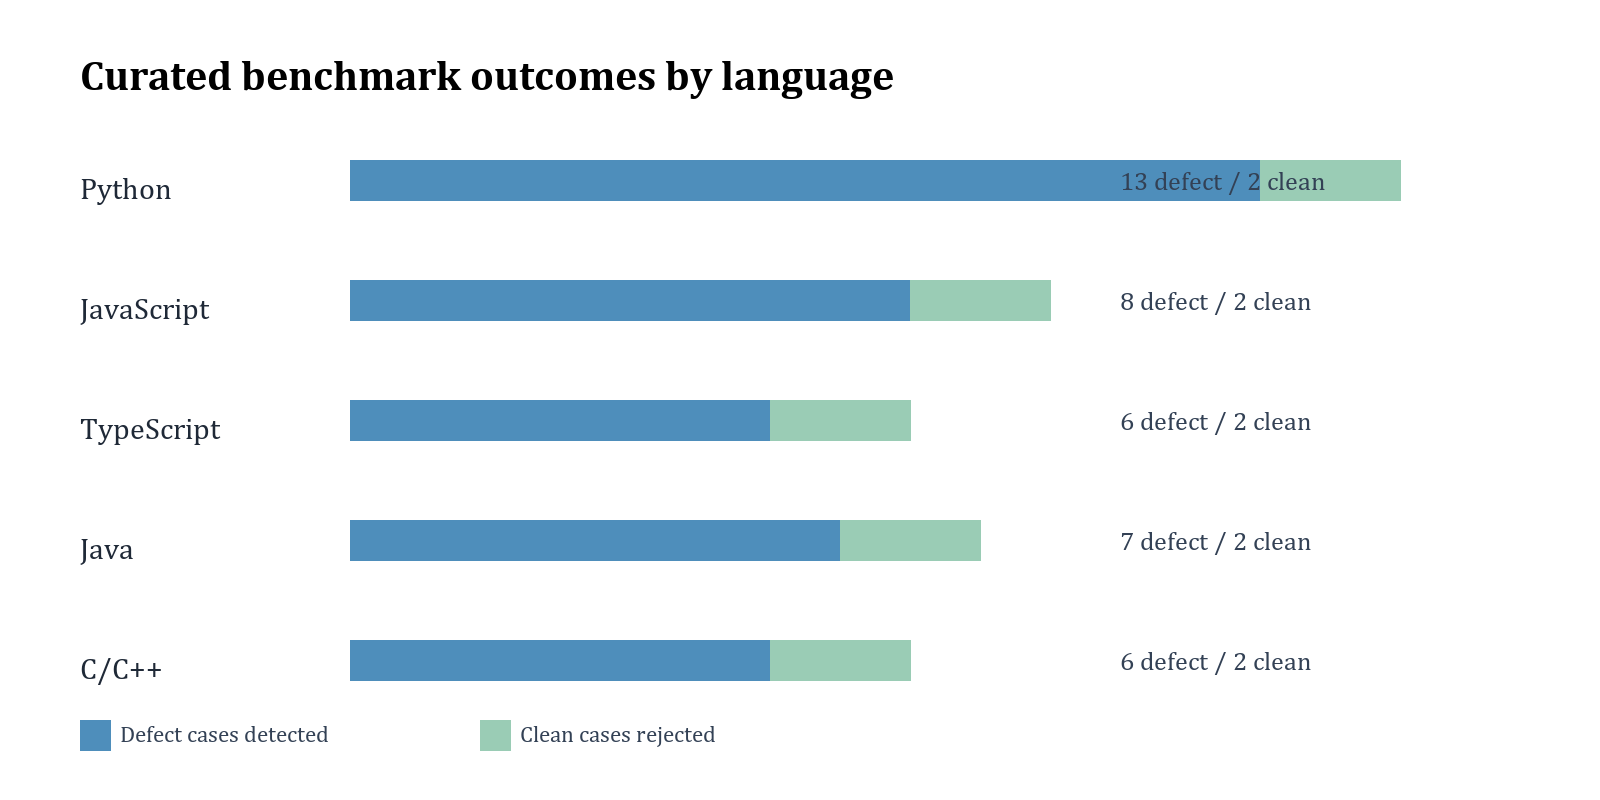 Curated benchmark outcomes by language
Python 13 defect / 2 clean
JavaScript 8 defect / 2 clean
TypeScript 6 defect / 2 clean
Java 7 defect / 2 clean
C/C++ 6 defect / 2 clean
Defect cases detected Clean cases rejected